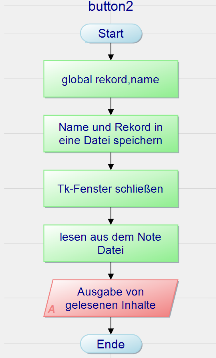 button2
Start
global rekord,name
Name und Rekord in
eine Datei speichern
Tk-Fenster schließen
lesen aus dem Note
Datei
Ausgabe von
gelesenen Inhalte
A
Ende